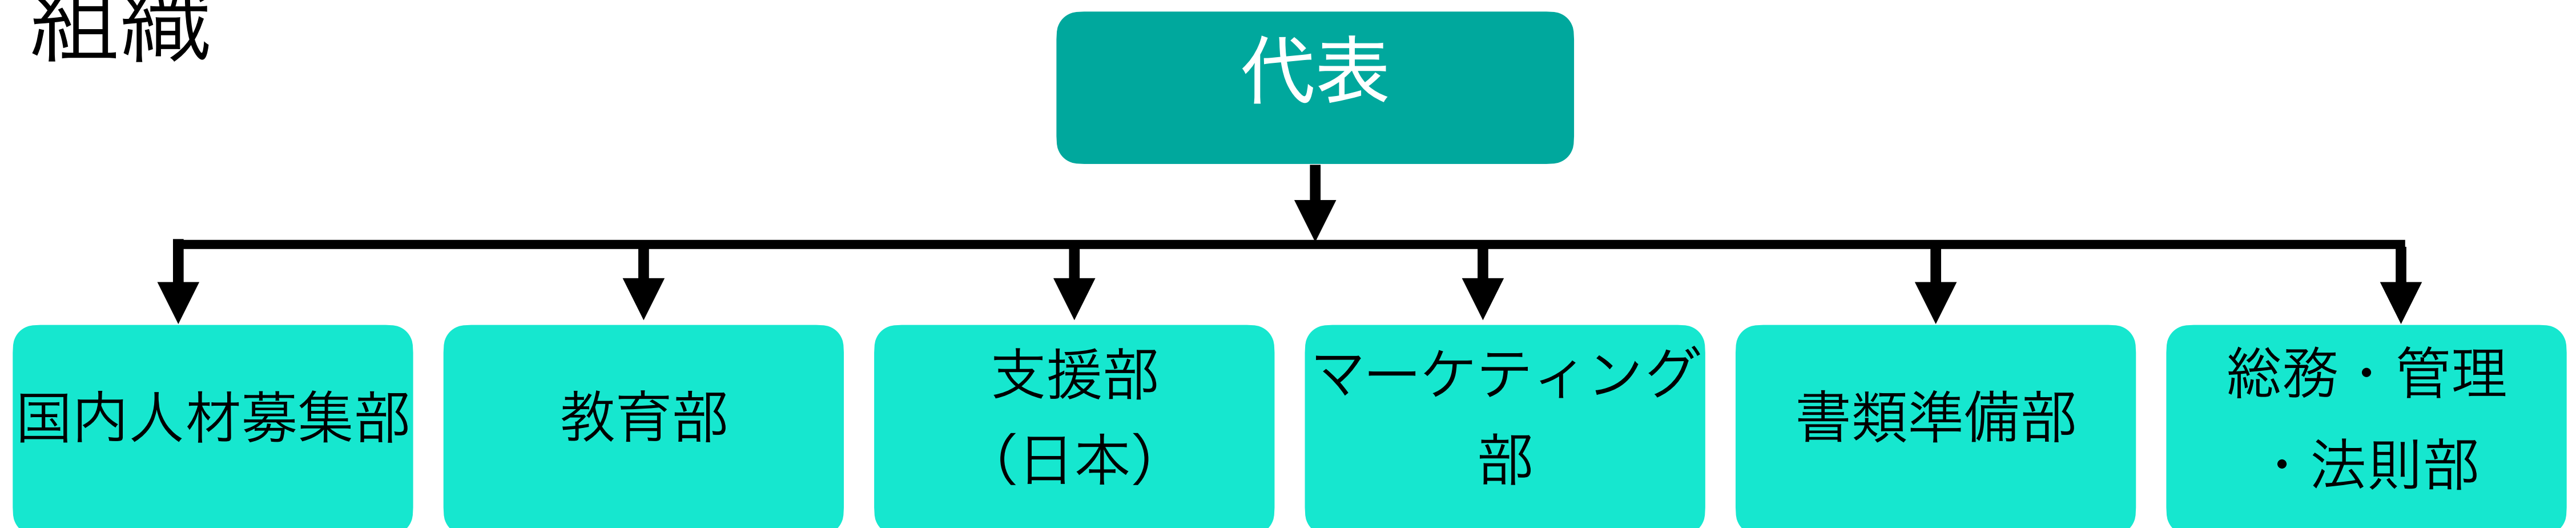 組織
代表
国内人材募集部
教育部
支援部
（日本）
マーケティング
部
書類準備部
総務・管理
・法則部